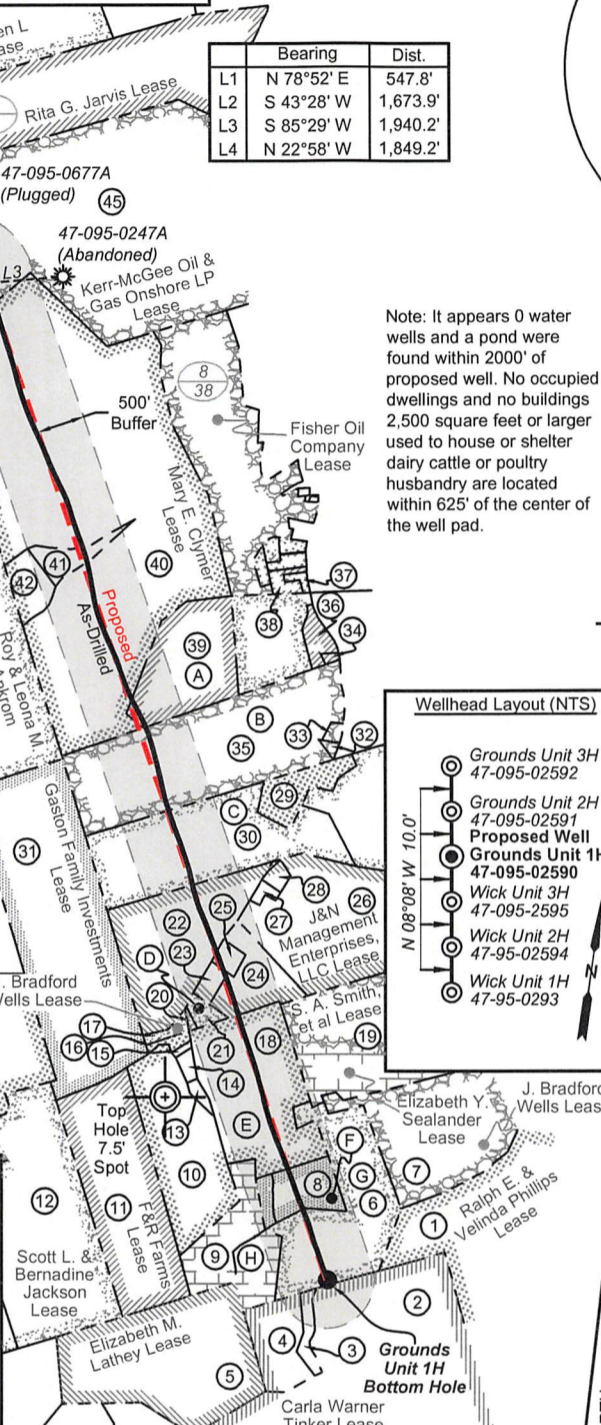 Bearing Dist.
L1 N 78°52' E 547.8'
L2 S 43°28' W 1,673.9'
L3 S 85°29' W 1,940.2'
L4 N 22°58' W 1,849.2'
Rita G. Jarvis Lease
47-095-0677A
(Plugged)
45
47-095-0247A
(Abandoned)
L3
Kerr-McGee Oil &
Gas Onshore LP
Lease
8
38
500'
Buffer
Fisher Oil
Company
Lease
Note: It appears 0 water
wells and a pond were
found within 2000' of
proposed well. No occupied
dwellings and no buildings
2,500 square feet or larger
used to house or shelter
dairy cattle or poultry
husbandry are located
within 625' of the center of
the well pad.
Mary E. Clymer
Lease
42
41
40
37
36
34
38
Proposed
As-Drilled
39
A
Roy & Leona M.
B
35
33
32
Wellhead Layout (NTS)
Grounds Unit 3H
47-095-02592
Grounds Unit 2H
47-095-02591
Proposed Well
Grounds Unit 1H
47-095-02590
Wick Unit 3H
47-095-2595
Wick Unit 2H
47-95-02594
Wick Unit 1H
47-95-0293
N 08°08' W 10.0'
N
29
C
30
31
Gaston Family Investments
Lease
28
27
26
22
25
23
24
J&N
Management
Enterprises,
LLC Lease
D
20
Bradford
Wells Lease
21
18
S. A. Smith,
et al Lease
19
17
16
15
14
13
Top
Hole
7.5'
Spot
E
Elizabeth Y.
Sealander
Lease
J. Bradford
Wells Lease
F
G
8
6
7
12
11
10
F&R Farms
Lease
1
Ralph E. &
Velinda Phillips
Lease
9
H
Scott L. &
Bernadine
Jackson
Lease
2
Elizabeth M.
Lathey Lease
4
3
5
Grounds
Unit 1H
Bottom Hole
Carla Warner
Tinker Lease